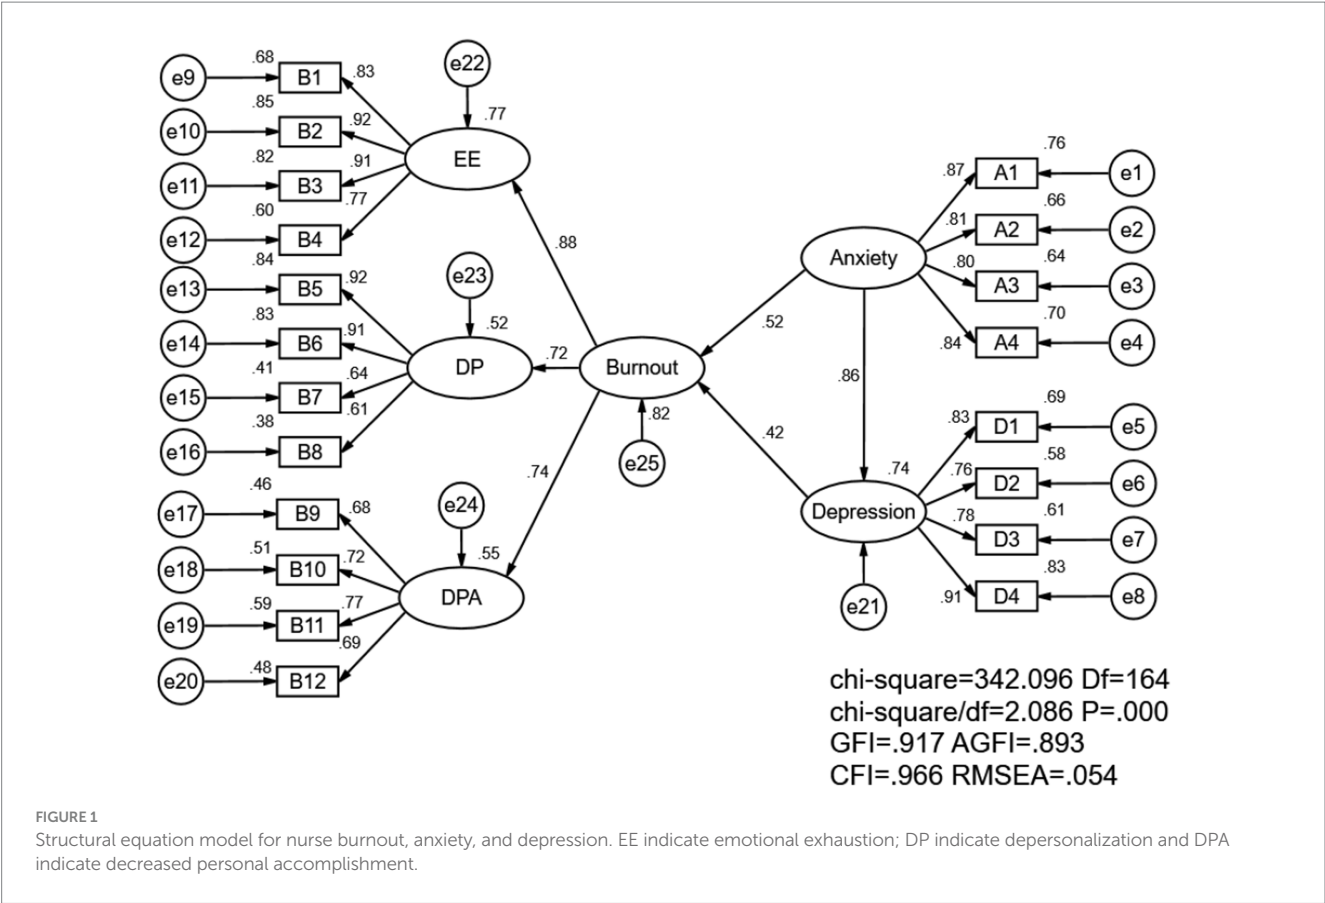 e9 .68 B1 .83
e10 .85 B2 .92
e11 .82 B3 .91
e12 .60 B4 .77
e22 .77 EE
e13 .84 B5 .92
e14 .83 B6 .91
e15 .41 B7 .64
e16 .38 B8 .61
e23 .52 DP
e17 .46 B9 .68
e18 .51 B10 .72
e19 .59 B11 .77
e20 .48 B12 .69
e24 .55 DPA
.88
.72
.74
Burnout
.82
e25
.52
.42
Anxiety
.86
.74
Depression
e21
.87 A1 .76 e1
.81 A2 .66 e2
.80 A3 .64 e3
.84 A4 .70 e4
.83 D1 .69 e5
.76 D2 .58 e6
.78 D3 .61 e7
.91 D4 .83 e8
chi-square=342.096 Df=164
chi-square/df=2.086 P=.000
GFI=.917 AGFI=.893
CFI=.966 RMSEA=.054
FIGURE 1
Structural equation model for nurse burnout, anxiety, and depression. EE indicate emotional exhaustion; DP indicate depersonalization and DPA
indicate decreased personal accomplishment.